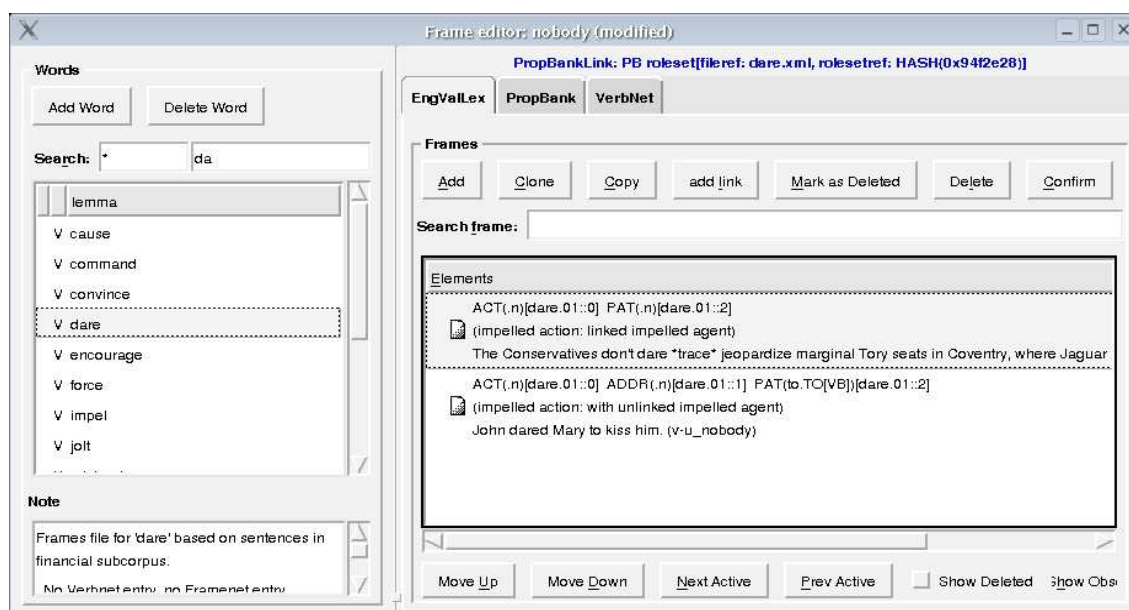 Frame editor: nobody (modified)
Words
Add Word Delete Word
Search: * da
lemma
V cause
V command
V convince
V dare
V encourage
V force
V impel
V jolt
Note
Frames file for 'dare' based on sentences in
financial subcorpus.
No Verbnet entry, no Framenet entry
PropBankLink: PB roleset[fileref: dare.xml, rolesetref: HASH(0x94f2e28)]
EngValLex PropBank VerbNet
Frames
Add Clone Copy add link Mark as Deleted Delete Confirm
Search frame:
Elements
ACT(.n)[dare.01::0] PAT(.n)[dare.01::2]
(impelled action: linked impelled agent)
The Conservatives don't dare *trace* jeopardize marginal Tory seats in Coventry, where Jaguar
ACT(.n)[dare.01::0] ADDR(.n)[dare.01::1] PAT(to.TO[VB])[dare.01::2]
(impelled action: with unlinked impelled agent)
John dared Mary to kiss him. (v-u_nobody)
Move Up Move Down Next Active Prev Active Show Deleted Show Obs